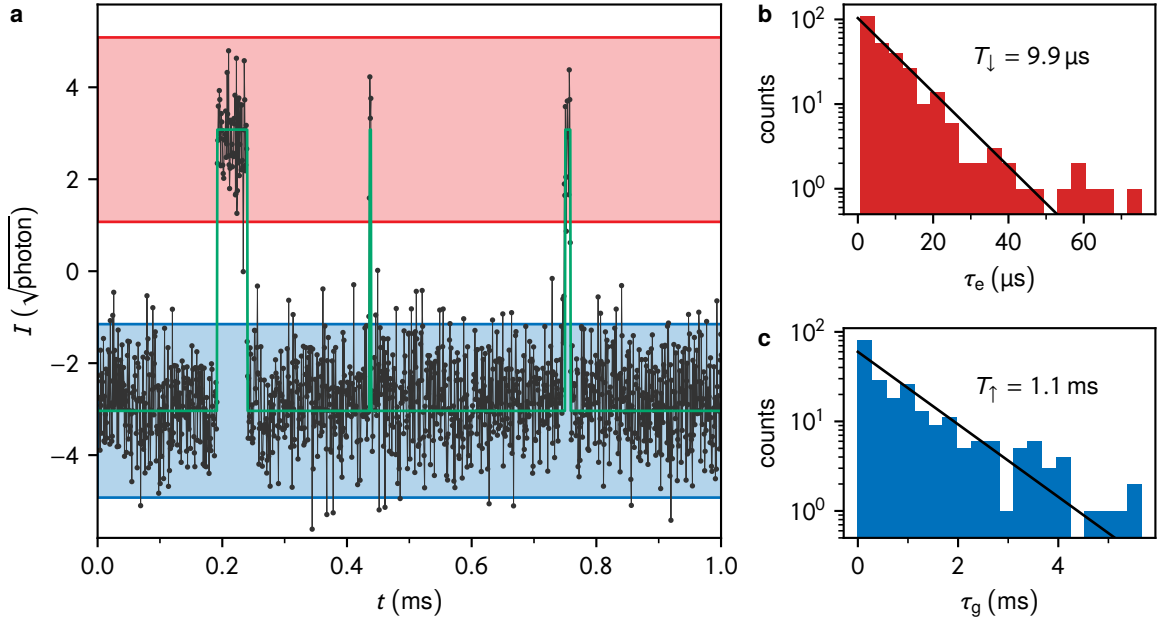 a
I (√photon)
4
2
0
−2
−4
0.0 0.2 0.4 0.6 0.8 1.0
t (ms)
b
counts
10²
10¹
10⁰
T↓ = 9.9 µs
0 20 40 60
τe (µs)
c
counts
10²
10¹
10⁰
T↑ = 1.1 ms
0 2 4
τg (ms)